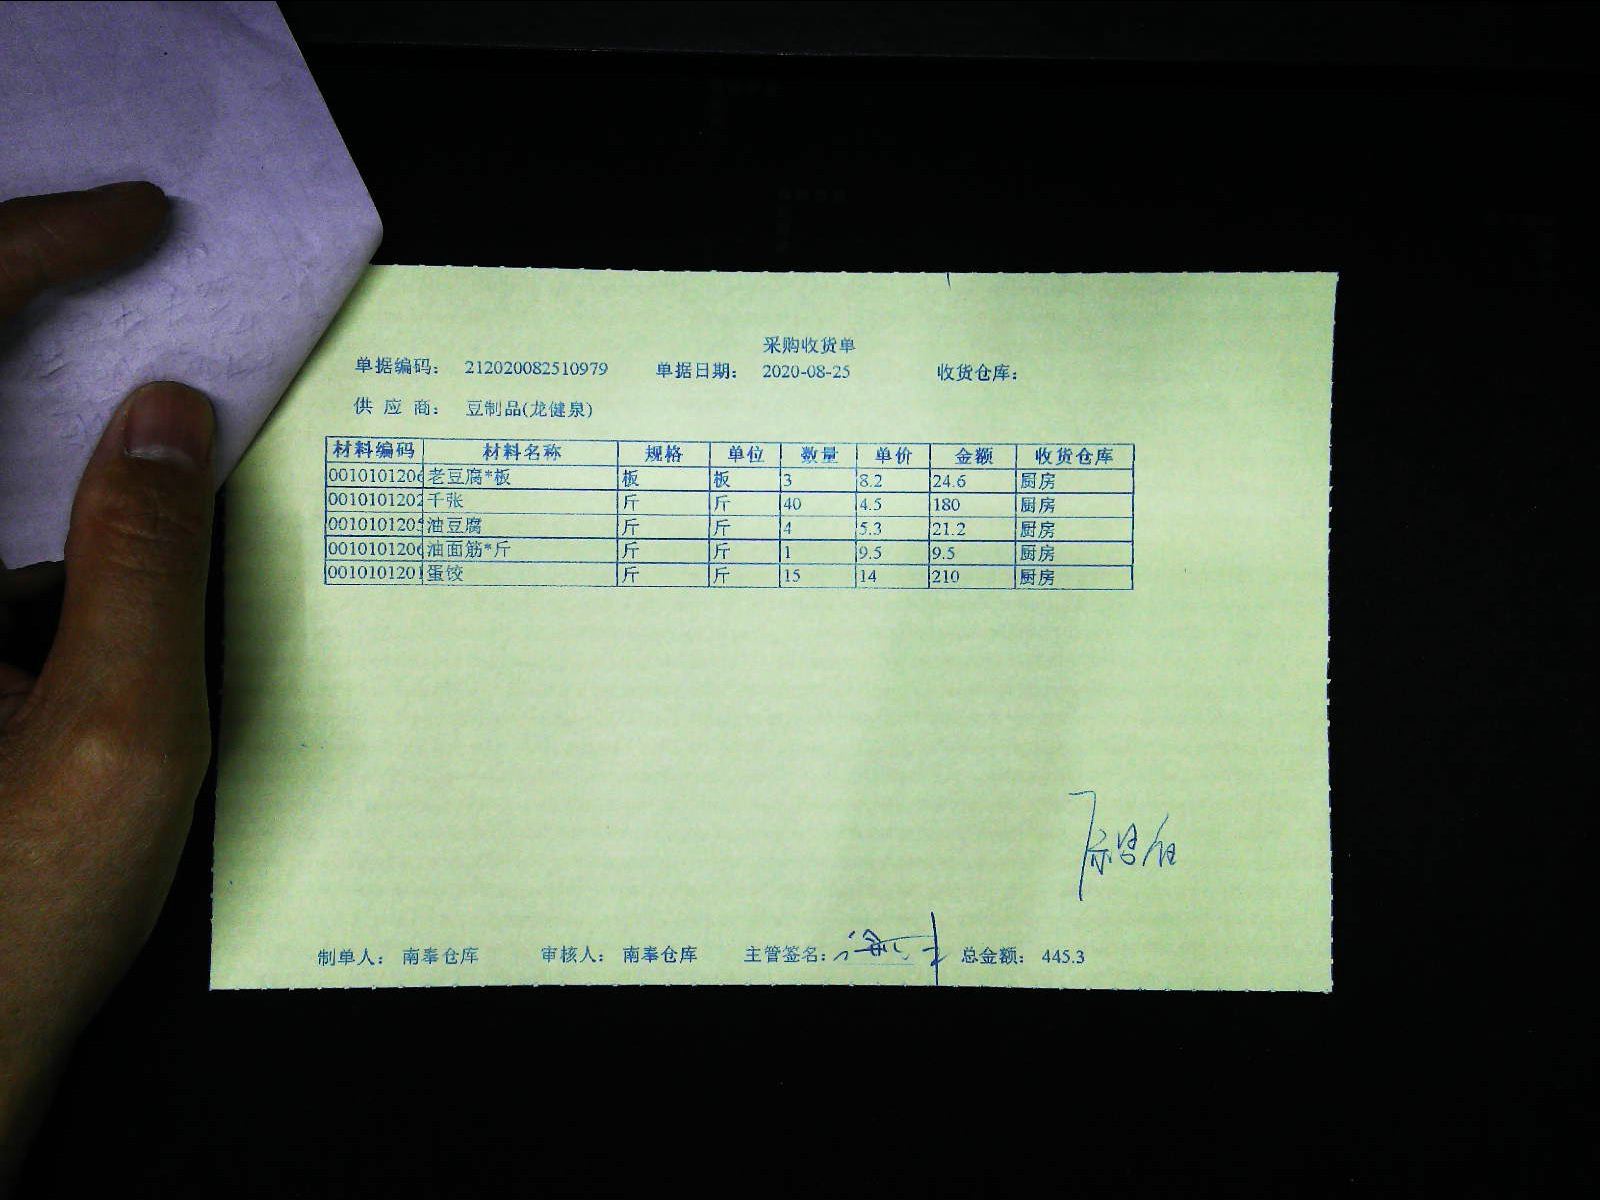 采购收货单
单据编码： 212020082510979 单据日期： 2020-08-25 收货仓库：
供 应 商： 豆制品(龙健泉)
材料编码 材料名称 规格 单位 数量 单价 金额 收货仓库
001010120 老豆腐*板 板 板 3 8.2 24.6 厨房
0010101202 千张 斤 斤 40 4.5 180 厨房
001010120 油豆腐 斤 斤 4 5.3 21.2 厨房
001010120 油面筋*斤 斤 斤 1 9.5 9.5 厨房
0010101201 蛋饺 斤 斤 15 14 210 厨房
制单人： 南奉仓库 审核人： 南奉仓库 主管签名： 总金额： 445.3